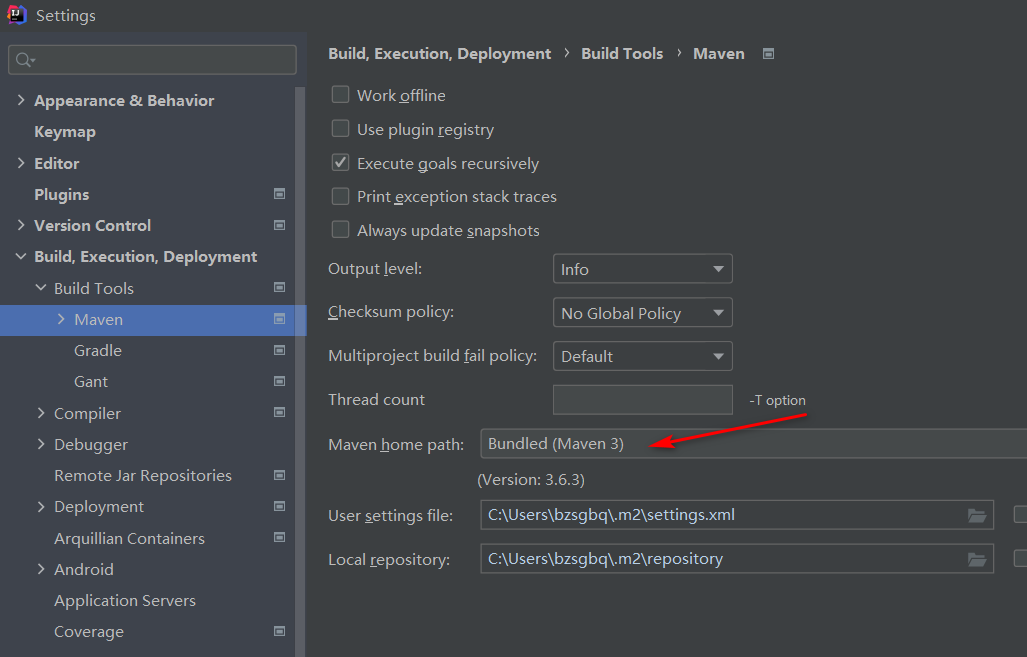 Settings
Appearance & Behavior
Keymap
Editor
Plugins
Version Control
Build, Execution, Deployment
Build Tools
Maven
Gradle
Gant
Compiler
Debugger
Remote Jar Repositories
Deployment
Arquillian Containers
Android
Application Servers
Coverage
Build, Execution, Deployment › Build Tools › Maven
Work offline
Use plugin registry
Execute goals recursively
Print exception stack traces
Always update snapshots
Output level: Info
Checksum policy: No Global Policy
Multiproject build fail policy: Default
Thread count -T option
Maven home path: Bundled (Maven 3)
(Version: 3.6.3)
User settings file: C:\Users\bzsgbq\.m2\settings.xml
Local repository: C:\Users\bzsgbq\.m2\repository